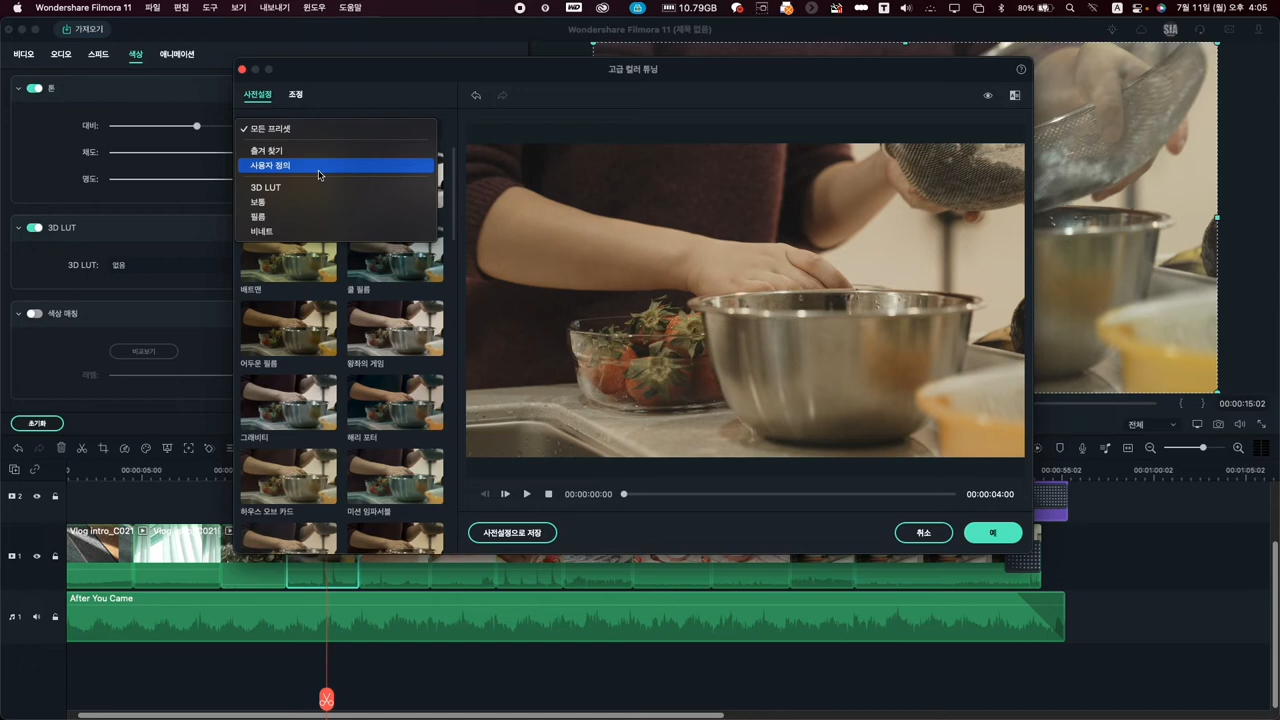 Wondershare Filmora 11 파일 편집 도구 보기 내보내기 윈도우 도움말 10.79GB 80% A 7월 11일 (월) 오후 4:05
가져오기 Wondershare Filmora 11 (제목 없음)
비디오 오디오 스피드 색상 애니메이션
고급 컬러 튜닝
톤
대비:
채도:
명도:
3D LUT
3D LUT: 없음
색상 매칭
비교보기
레벨:
초기화
사전설정 조정
모든 프리셋
즐겨 찾기
사용자 정의
3D LUT
보통
필름
비네트
배트맨 쿨 필름
어두운 필름 왕좌의 게임
그래비티 해리 포터
하우스 오브 카드 미션 임파서블
00:00:00:00 00:00:04:00
사전설정으로 저장 취소 예
00:00:15:02
전체
00:00:05:00 00:00:55:02 00:01:00:02 00:01:05:02
2
Vlog intro_C021 Vlog intro_C021
1
After You Came
1